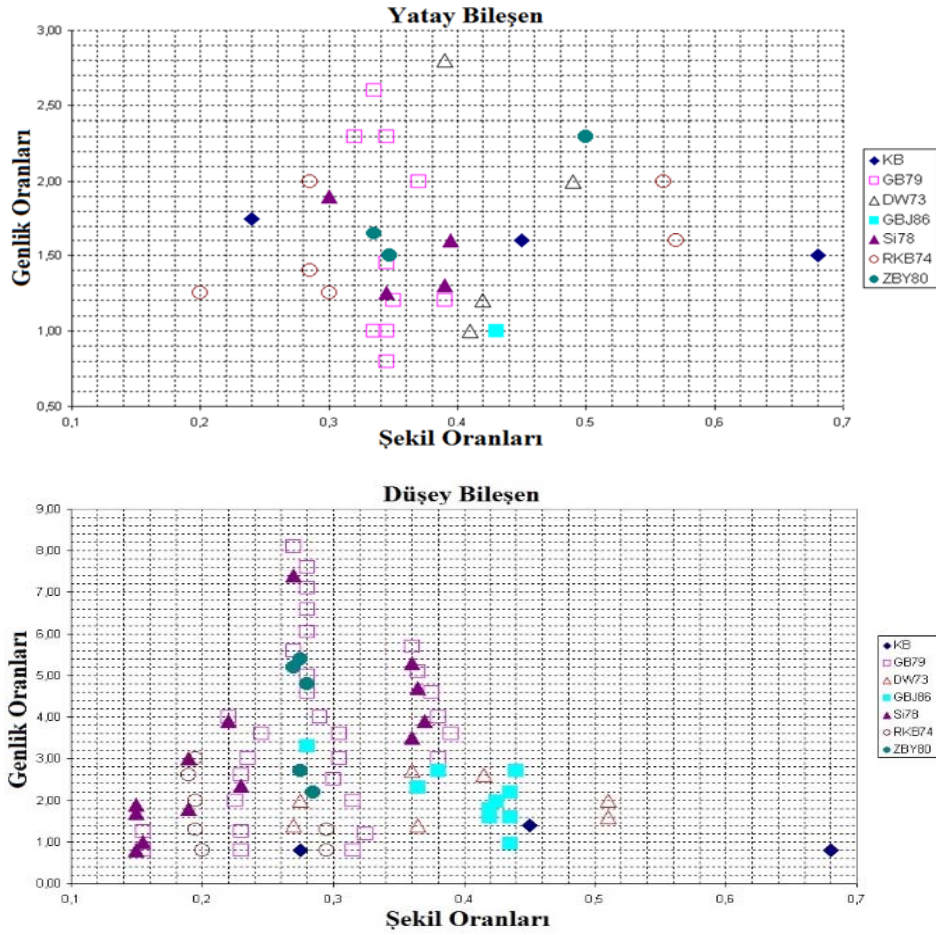 Yatay Bileşen
Genlik Oranları
3,00
2,50
2,00
1,50
1,00
0,50
0,1
0,2
0,3
0,4
0,5
0,6
0,7
Şekil Oranları
KB
GB79
DW73
GBJ86
Si78
RKB74
ZBY80
Düşey Bileşen
Genlik Oranları
9,00
8,00
7,00
6,00
5,00
4,00
3,00
2,00
1,00
0,00
0,1
0,2
0,3
0,4
0,5
0,6
0,7
Şekil Oranları
KB
GB79
DW73
GBJ86
Si78
RKB74
ZBY80